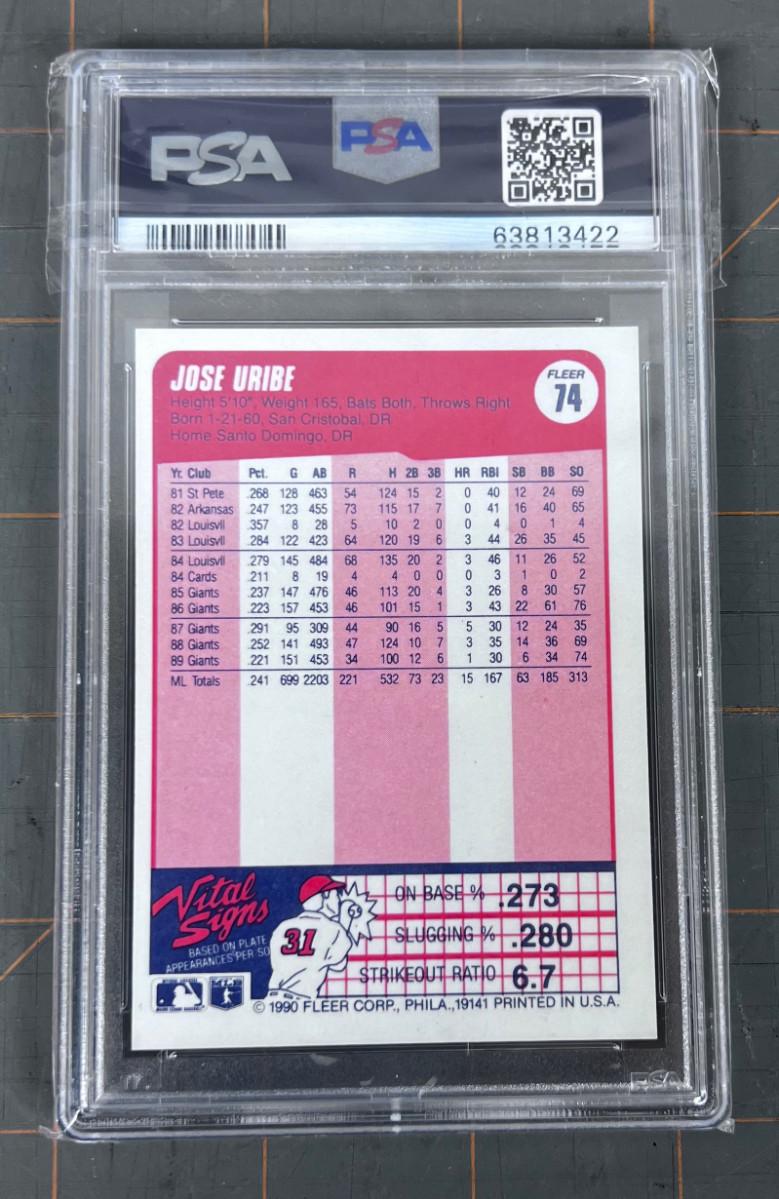 PSA
PSA
63813422
JOSE URIBE
FLEER
74
Height 5'10", Weight 165, Bats Both, Throws Right
Born 1-21-60, San Cristobal, DR
Home Santo Domingo, DR
Yr. Club Pct. G AB R H 2B 3B HR RBI SB BB SO
81 St Pete .268 128 463 54 124 15 2 0 40 12 24 69
82 Arkansas .247 123 455 73 115 17 7 0 41 16 40 65
82 Louisvll .357 8 28 5 10 2 0 0 4 0 1 4
83 Louisvll .284 122 423 64 120 19 6 3 44 26 35 45
84 Louisvll .279 145 484 68 135 20 2 3 46 11 26 52
84 Cards .211 8 19 4 4 0 0 0 3 1 0 2
85 Giants .237 147 476 46 113 20 4 3 26 8 30 57
86 Giants .223 157 453 46 101 15 1 3 43 22 61 76
87 Giants .291 95 309 44 90 16 5 5 30 12 24 35
88 Giants .252 141 493 47 124 10 7 3 35 14 36 69
89 Giants .221 151 453 34 100 12 6 1 30 6 34 74
ML Totals .241 699 2203 221 532 73 23 15 167 63 185 313
Vital
Signs
BASED ON PLATE
APPEARANCES PER SO
31
ON BASE % .273
SLUGGING % .280
STRIKEOUT RATIO 6.7
© 1990 FLEER CORP., PHILA., 19141 PRINTED IN U.S.A.
PSA